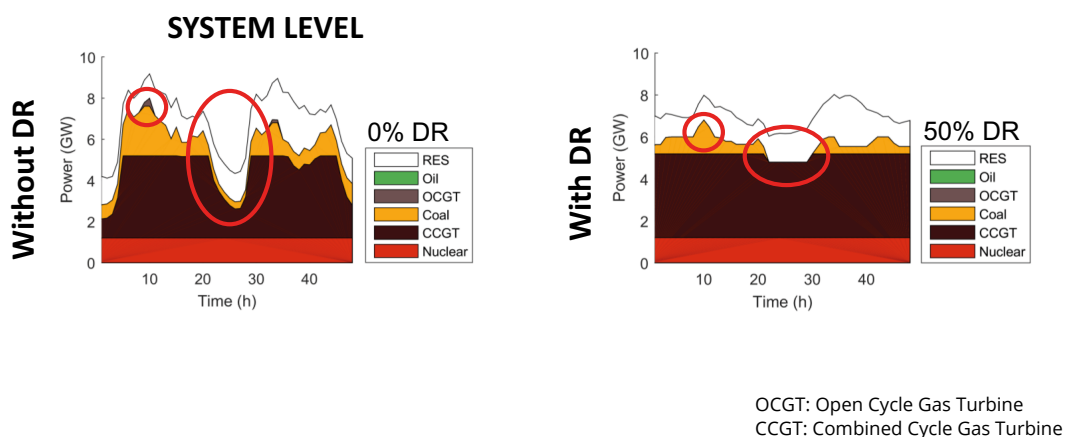 SYSTEM LEVEL
Without DR
Power (GW)
10
8
6
4
2
0
10
20
30
40
Time (h)
0% DR
RES
Oil
OCGT
Coal
CCGT
Nuclear
With DR
Power (GW)
10
8
6
4
2
0
10
20
30
40
Time (h)
50% DR
RES
Oil
OCGT
Coal
CCGT
Nuclear
OCGT: Open Cycle Gas Turbine
CCGT: Combined Cycle Gas Turbine